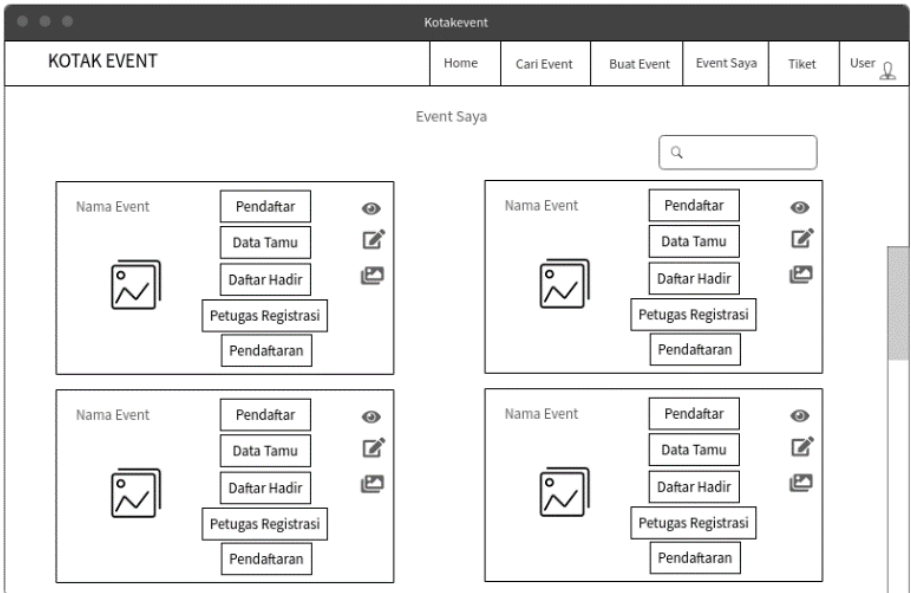 Kotakevent
KOTAK EVENT
Home
Cari Event
Buat Event
Event Saya
Tiket
User
Event Saya
Nama Event
Pendaftar
Data Tamu
Daftar Hadir
Petugas Registrasi
Pendaftaran
Nama Event
Pendaftar
Data Tamu
Daftar Hadir
Petugas Registrasi
Pendaftaran
Nama Event
Pendaftar
Data Tamu
Daftar Hadir
Petugas Registrasi
Pendaftaran
Nama Event
Pendaftar
Data Tamu
Daftar Hadir
Petugas Registrasi
Pendaftaran